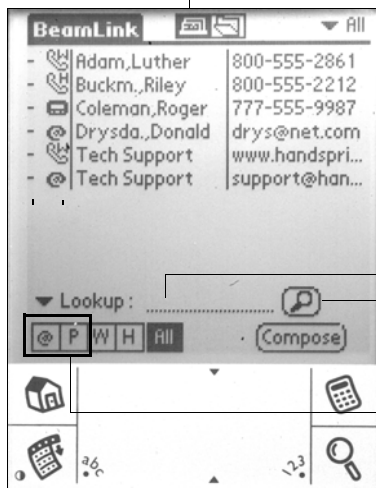 BeamLink All
Adam,Luther 800-555-2861
Buckm.,Riley 800-555-2212
Coleman,Roger 777-555-9987
@ Drysda.,Donald drys@net.com
Tech Support www.handspri...
@ Tech Support support@han...
Lookup :
@ P W H All Compose
abc 123